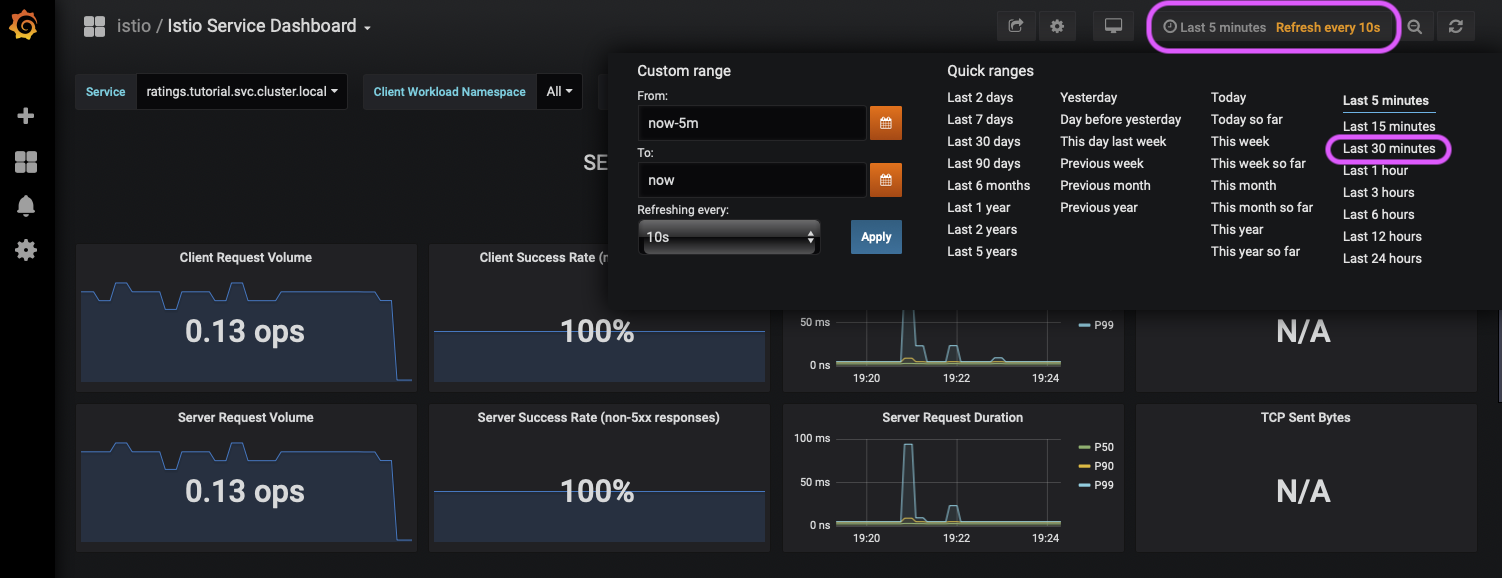 istio / Istio Service Dashboard
Last 5 minutes Refresh every 10s
Service ratings.tutorial.svc.cluster.local Client Workload Namespace All
Custom range
From:
now-5m
To:
now
Refreshing every:
10s
Apply
Quick ranges
Last 2 days
Last 7 days
Last 30 days
Last 90 days
Last 6 months
Last 1 year
Last 2 years
Last 5 years
Yesterday
Day before yesterday
This day last week
Previous week
Previous month
Previous year
Today
Today so far
This week
This week so far
This month
This month so far
This year
This year so far
Last 5 minutes
Last 15 minutes
Last 30 minutes
Last 1 hour
Last 3 hours
Last 6 hours
Last 12 hours
Last 24 hours
SE
Client Request Volume
0.13 ops
Client Success Rate (n
100%
50 ms
0 ns
19:20 19:22 19:24
P99
N/A
Server Request Volume
0.13 ops
Server Success Rate (non-5xx responses)
100%
Server Request Duration
100 ms
50 ms
0 ns
19:20 19:22 19:24
P50
P90
P99
TCP Sent Bytes
N/A